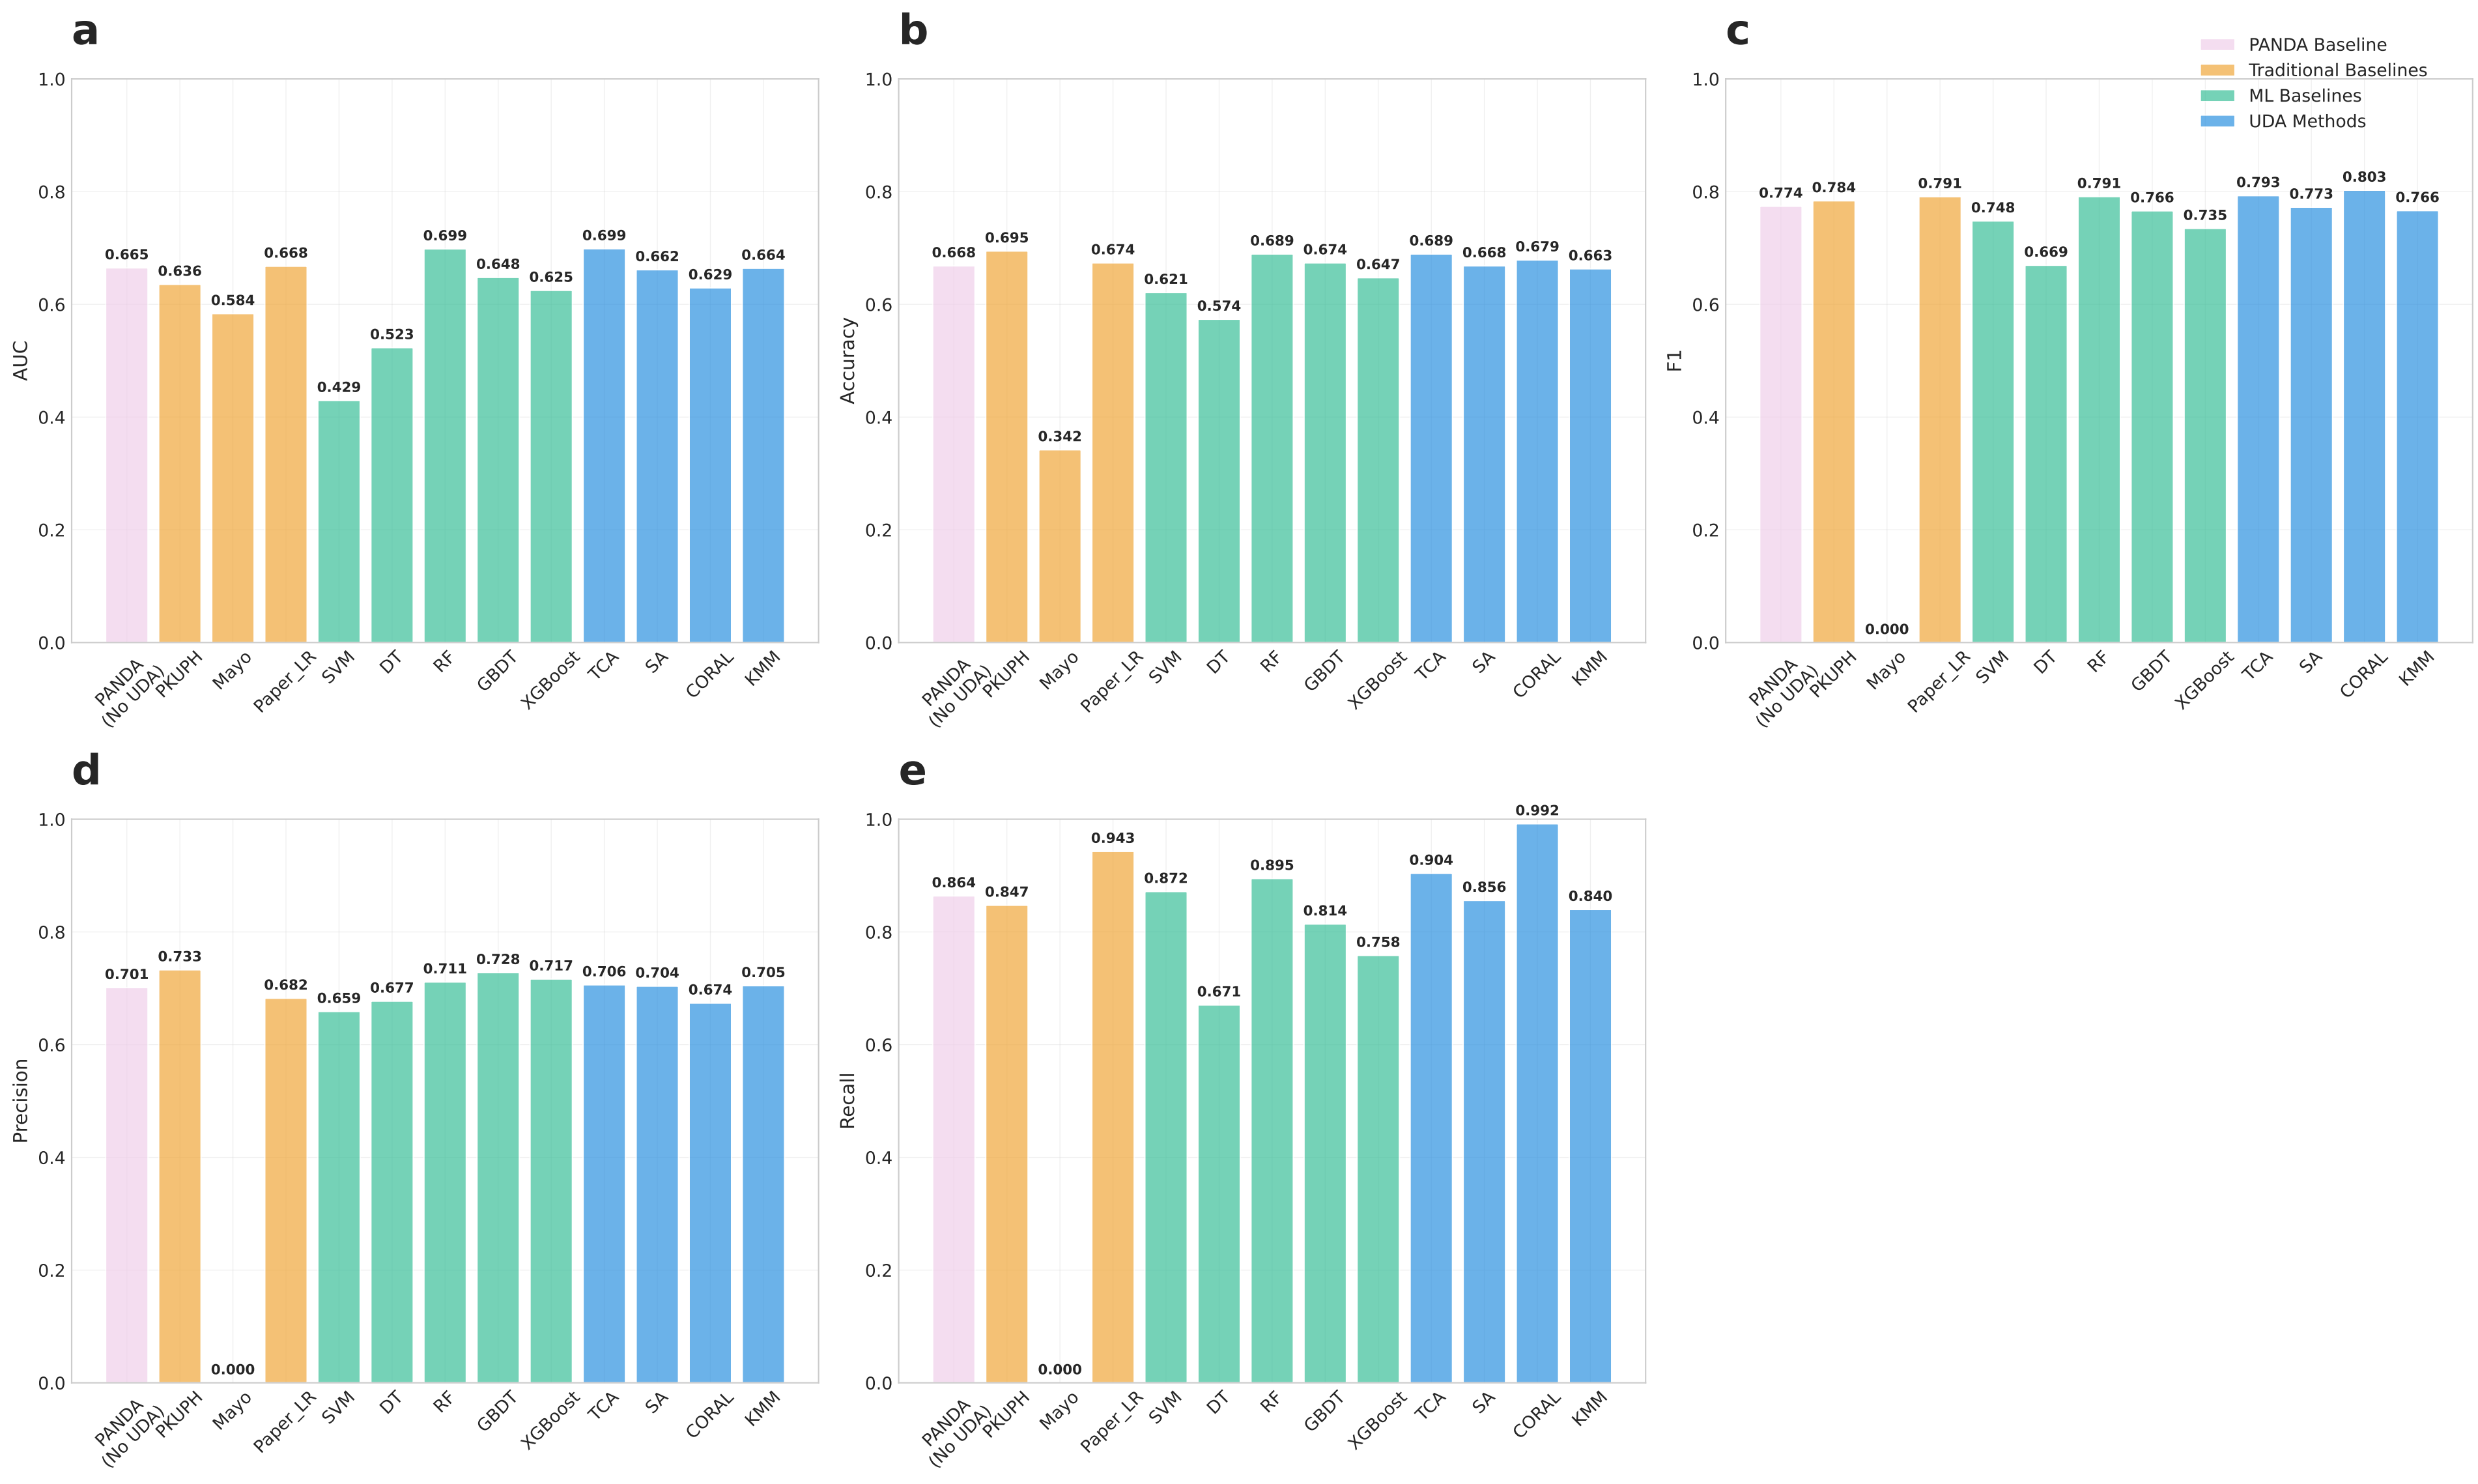 a
1.0
0.8
0.6
0.4
0.2
0.0
AUC
0.665
0.636
0.584
0.668
0.429
0.523
0.699
0.648
0.625
0.699
0.662
0.629
0.664
PANDA
(No UDA)
PKUPH
Mayo
Paper_LR
SVM
DT
RF
GBDT
XGBoost
TCA
SA
CORAL
KMM
b
1.0
0.8
0.6
0.4
0.2
0.0
Accuracy
0.668
0.695
0.342
0.674
0.621
0.574
0.689
0.674
0.647
0.689
0.668
0.679
0.663
PANDA
(No UDA)
PKUPH
Mayo
Paper_LR
SVM
DT
RF
GBDT
XGBoost
TCA
SA
CORAL
KMM
c
PANDA Baseline
Traditional Baselines
ML Baselines
UDA Methods
1.0
0.8
0.6
0.4
0.2
0.0
F1
0.774
0.784
0.000
0.791
0.748
0.669
0.791
0.766
0.735
0.793
0.773
0.803
0.766
PANDA
(No UDA)
PKUPH
Mayo
Paper_LR
SVM
DT
RF
GBDT
XGBoost
TCA
SA
CORAL
KMM
d
1.0
0.8
0.6
0.4
0.2
0.0
Precision
0.701
0.733
0.000
0.682
0.659
0.677
0.711
0.728
0.717
0.706
0.704
0.674
0.705
PANDA
(No UDA)
PKUPH
Mayo
Paper_LR
SVM
DT
RF
GBDT
XGBoost
TCA
SA
CORAL
KMM
e
1.0
0.8
0.6
0.4
0.2
0.0
Recall
0.864
0.847
0.000
0.943
0.872
0.671
0.895
0.814
0.758
0.904
0.856
0.992
0.840
PANDA
(No UDA)
PKUPH
Mayo
Paper_LR
SVM
DT
RF
GBDT
XGBoost
TCA
SA
CORAL
KMM